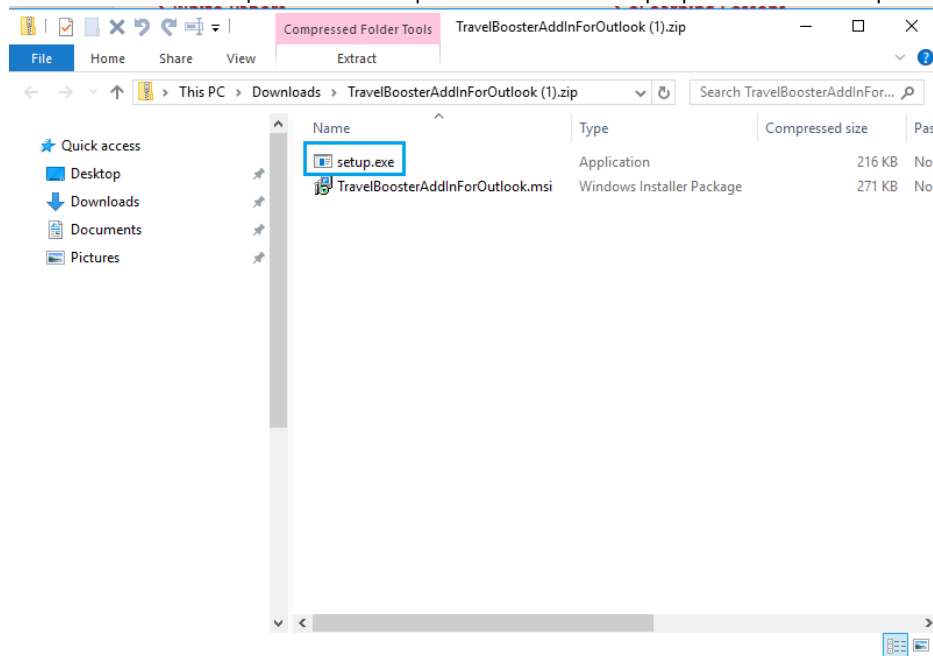 Compressed Folder Tools
TravelBoosterAddInForOutlook (1).zip
File
Home
Share
View
Extract
This PC > Downloads > TravelBoosterAddInForOutlook (1).zip
Search TravelBoosterAddInFor...
Name
Type
Compressed size
Quick access
setup.exe
Application
216 KB
No
Desktop
TravelBoosterAddInForOutlook.msi
Windows Installer Package
271 KB
No
Downloads
Documents
Pictures